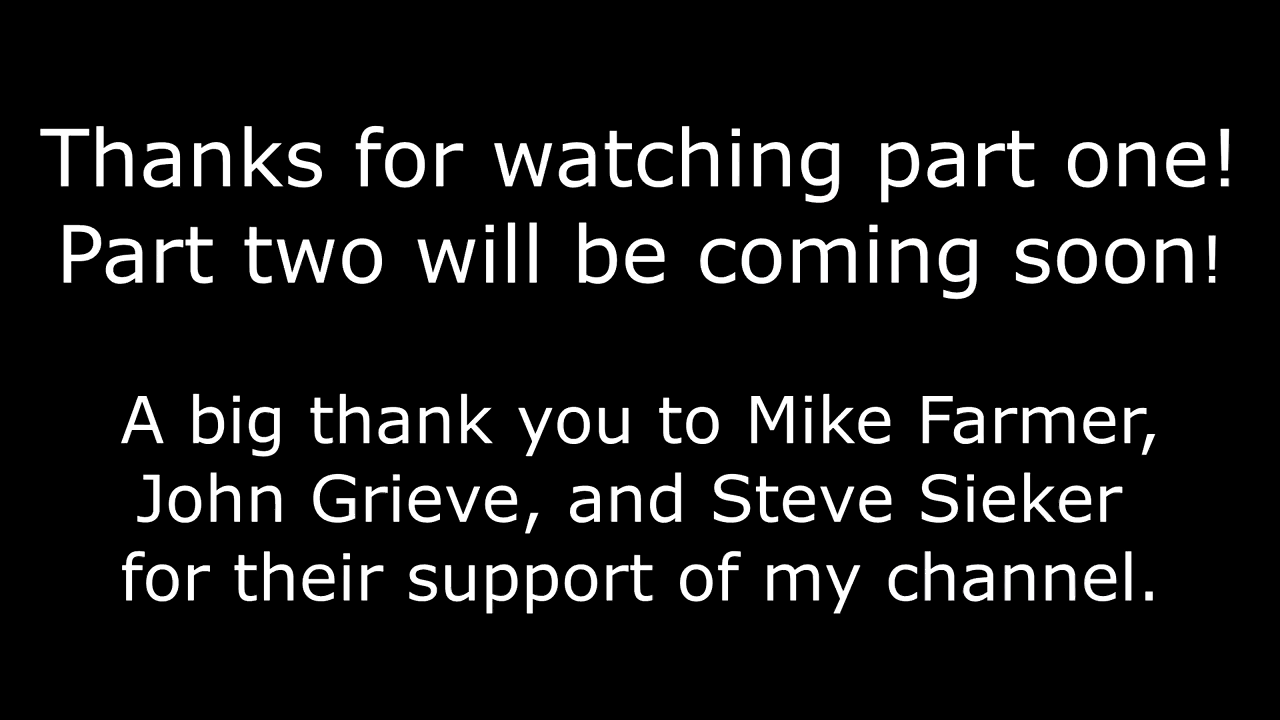 Thanks for watching part one!
Part two will be coming soon!
A big thank you to Mike Farmer,
John Grieve, and Steve Sieker
for their support of my channel.